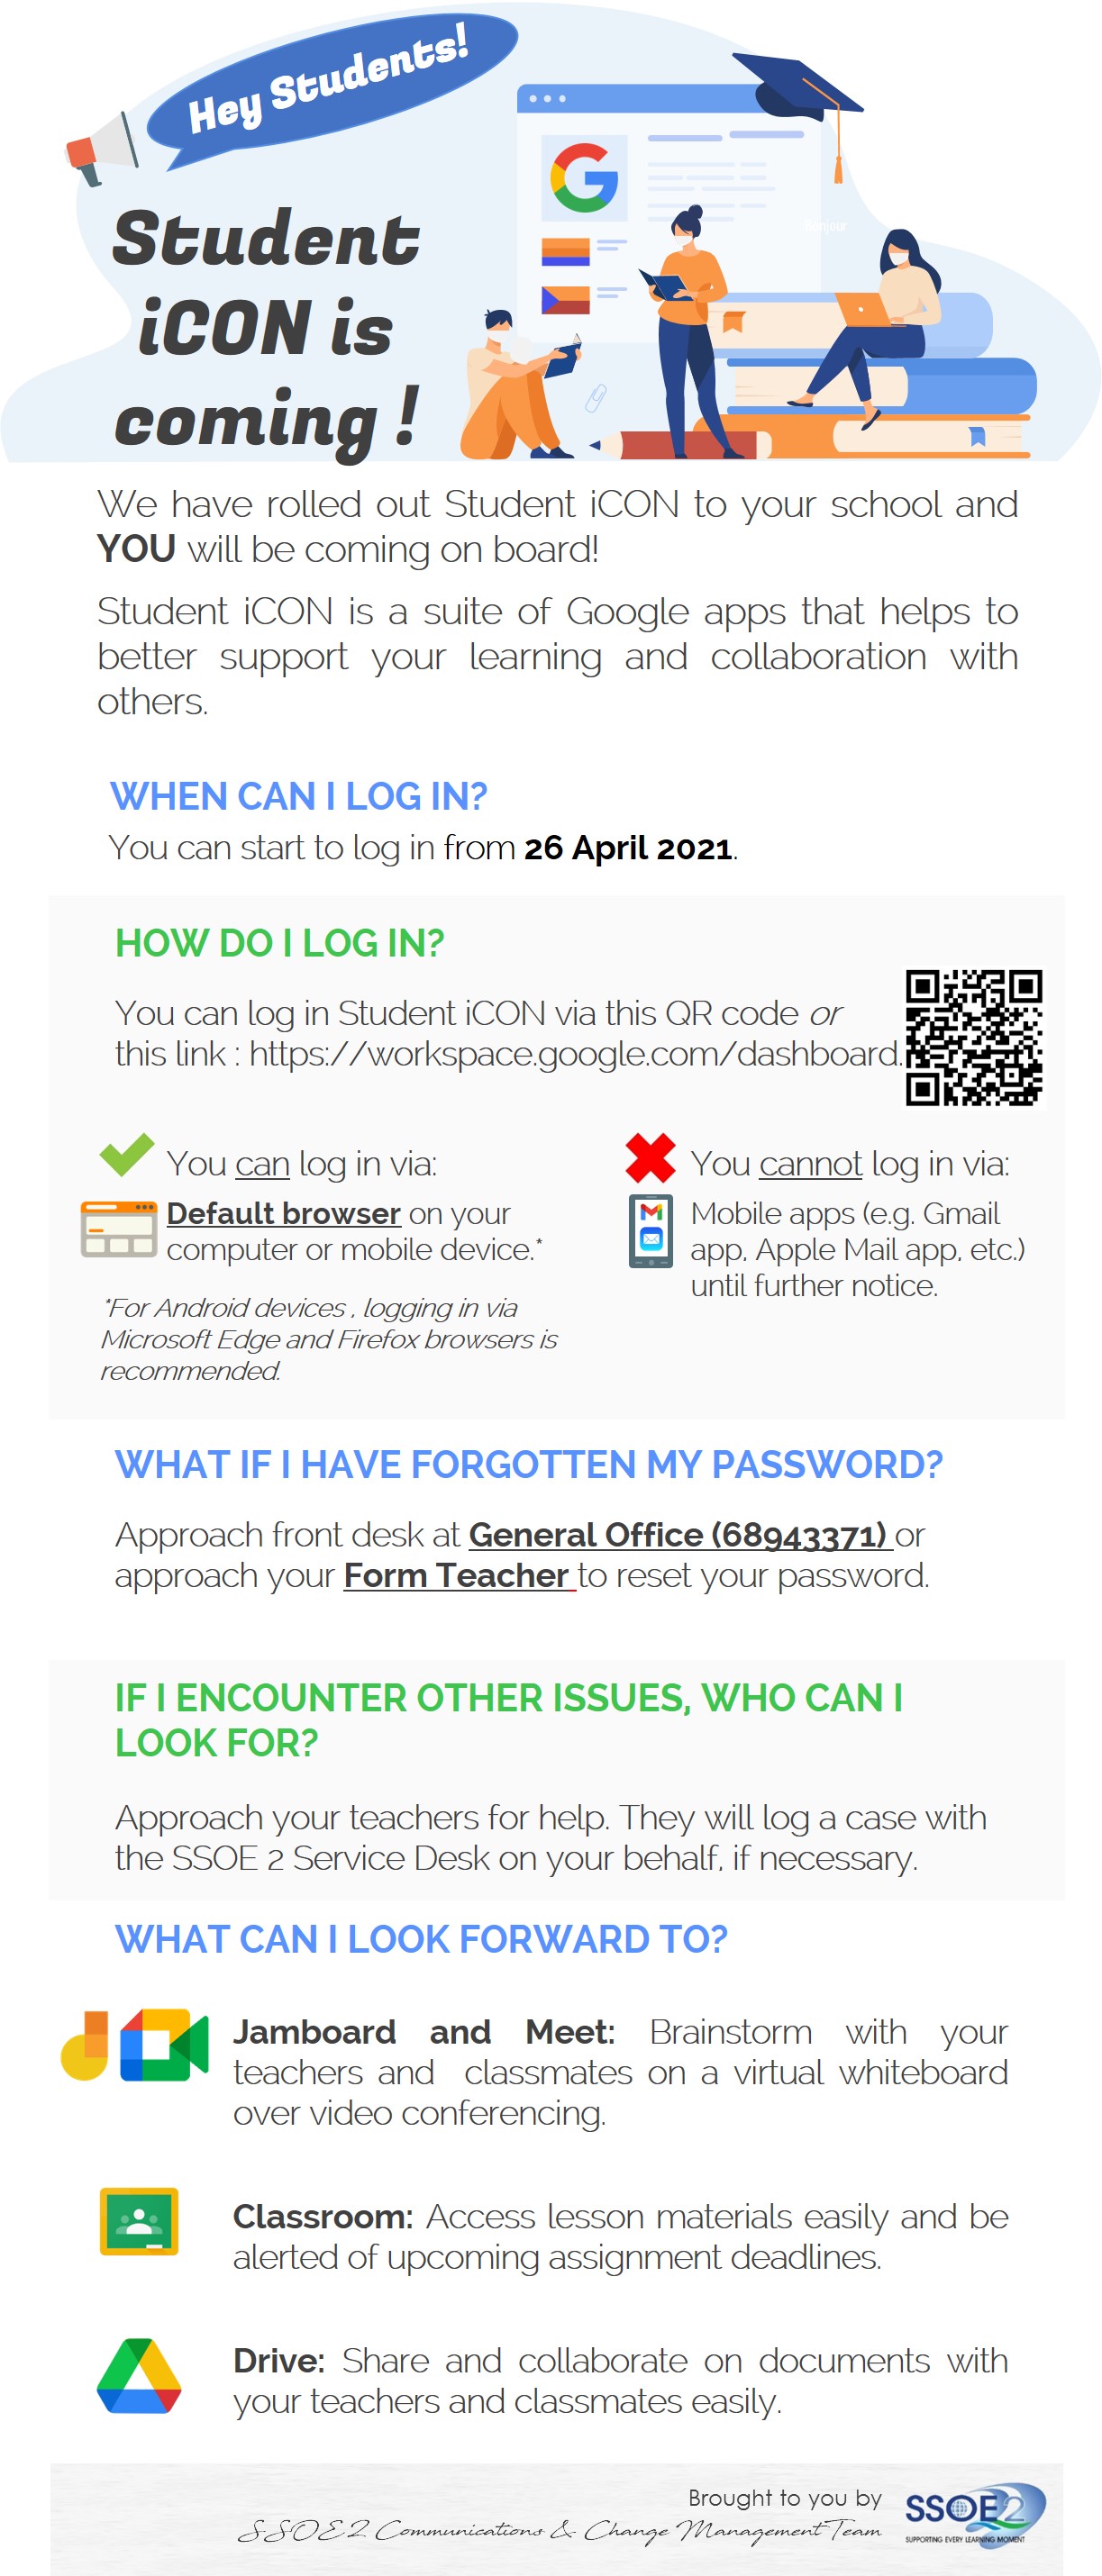 Hey Students!
Student
iCON is
coming !
Bonjour
We have rolled out Student iCON to your school and
YOU will be coming on board!
Student iCON is a suite of Google apps that helps to
better support your learning and collaboration with
others.
WHEN CAN I LOG IN?
You can start to log in from 26 April 2021.
HOW DO I LOG IN?
You can log in Student iCON via this QR code or
this link : https://workspace.google.com/dashboard.
You can log in via:
Default browser on your
computer or mobile device.*
*For Android devices , logging in via
Microsoft Edge and Firefox browsers is
recommended.
You cannot log in via:
Mobile apps (e.g. Gmail
app, Apple Mail app, etc.)
until further notice.
WHAT IF I HAVE FORGOTTEN MY PASSWORD?
Approach front desk at General Office (68943371) or
approach your Form Teacher to reset your password.
IF I ENCOUNTER OTHER ISSUES, WHO CAN I
LOOK FOR?
Approach your teachers for help. They will log a case with
the SSOE 2 Service Desk on your behalf, if necessary.
WHAT CAN I LOOK FORWARD TO?
Jamboard and Meet: Brainstorm with your
teachers and classmates on a virtual whiteboard
over video conferencing.
Classroom: Access lesson materials easily and be
alerted of upcoming assignment deadlines.
Drive: Share and collaborate on documents with
your teachers and classmates easily.
Brought to you by
SSOE2 Communications & Change Management Team
SSOE2
SUPPORTING EVERY LEARNING MOMENT